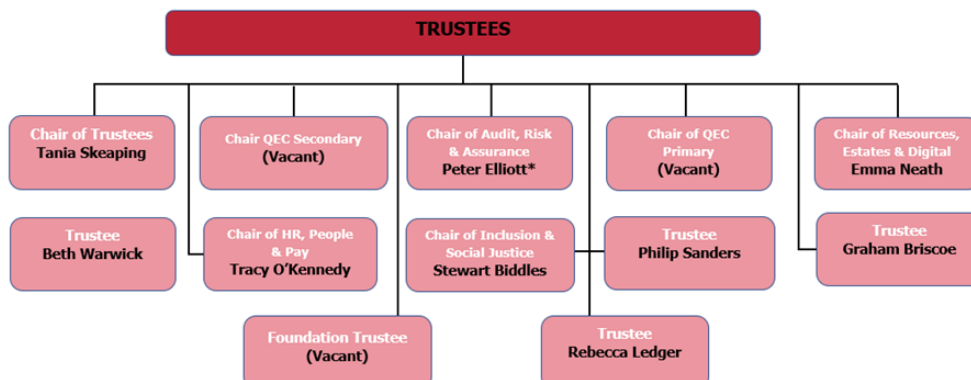 TRUSTEES
Chair of Trustees
Tania Skeaping
Chair QEC Secondary
(Vacant)
Chair of Audit, Risk
& Assurance
Peter Elliott*
Chair of QEC
Primary
(Vacant)
Chair of Resources,
Estates & Digital
Emma Neath
Trustee
Beth Warwick
Chair of HR, People
& Pay
Tracy O’Kennedy
Chair of Inclusion &
Social Justice
Stewart Biddles
Trustee
Philip Sanders
Trustee
Graham Briscoe
Foundation Trustee
(Vacant)
Trustee
Rebecca Ledger